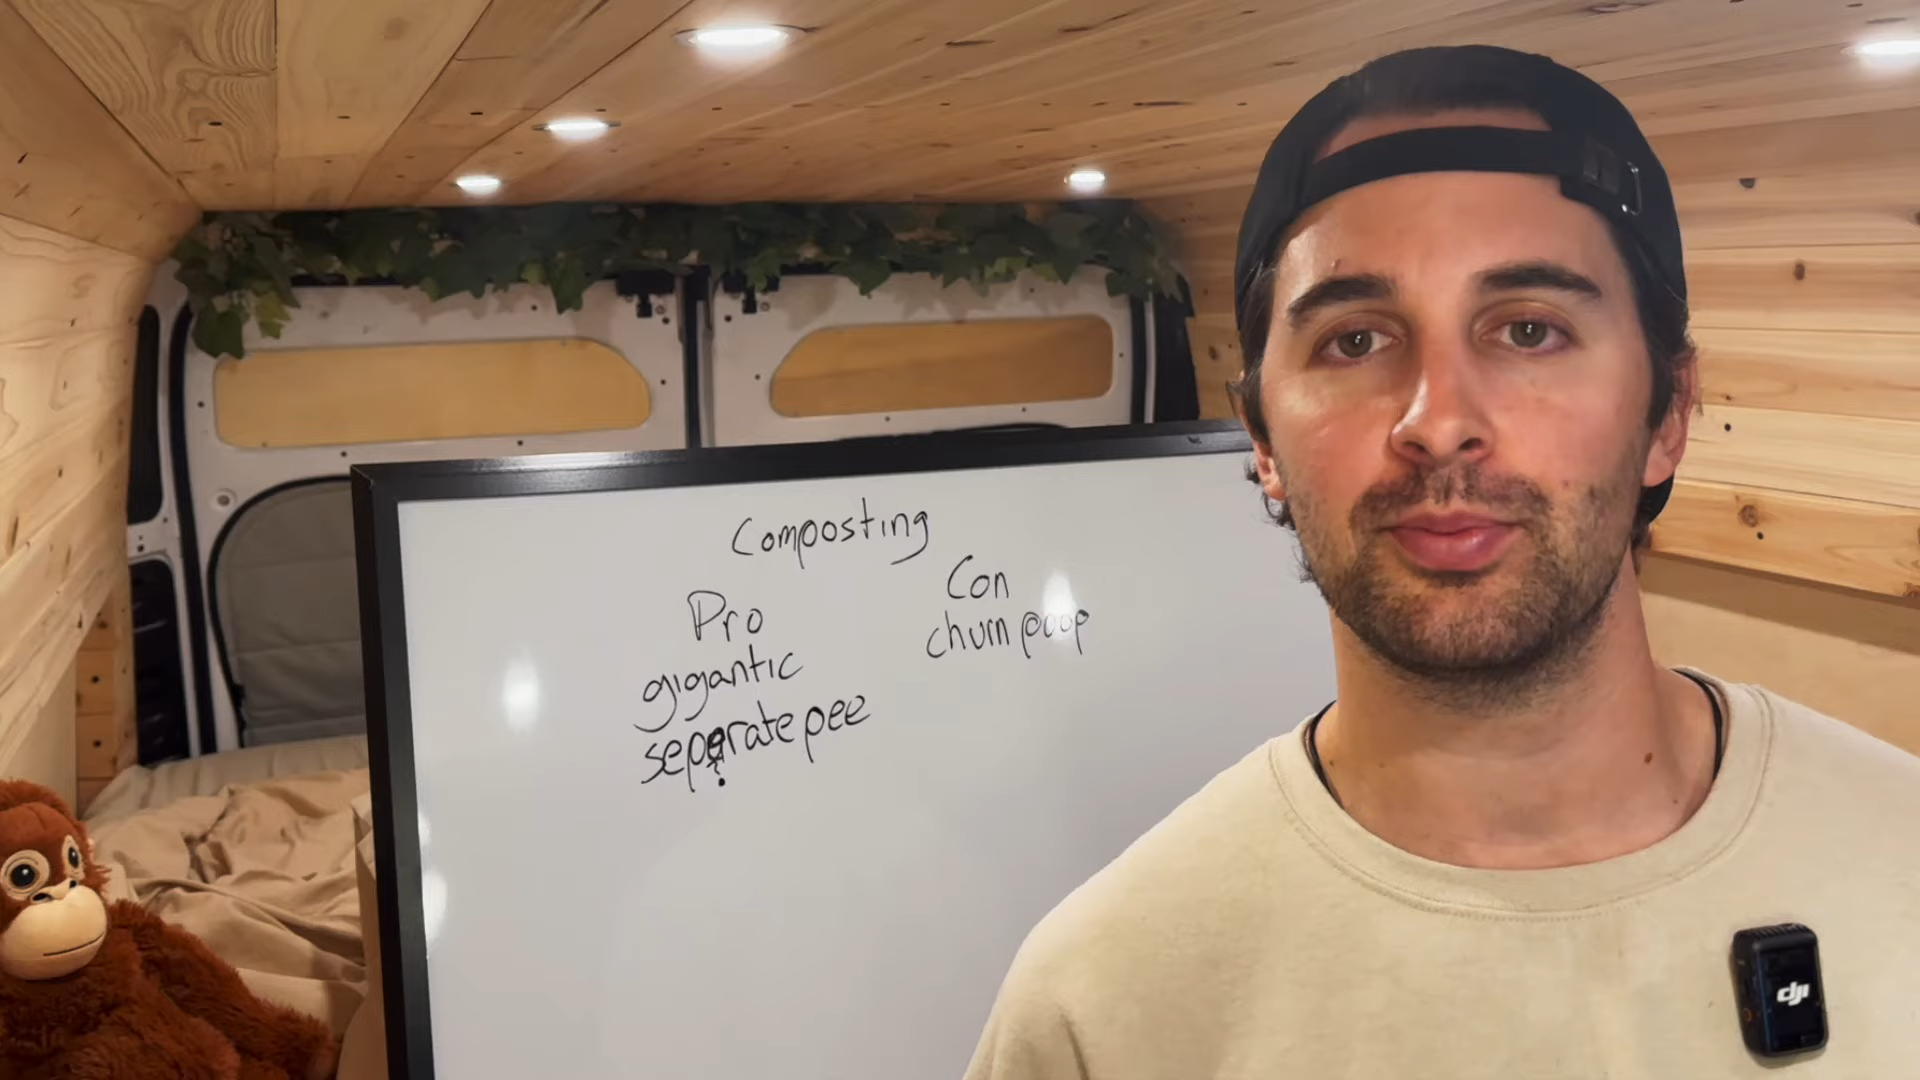 Composting
Pro
Con
gigantic
churn poop
seperate pee
dji